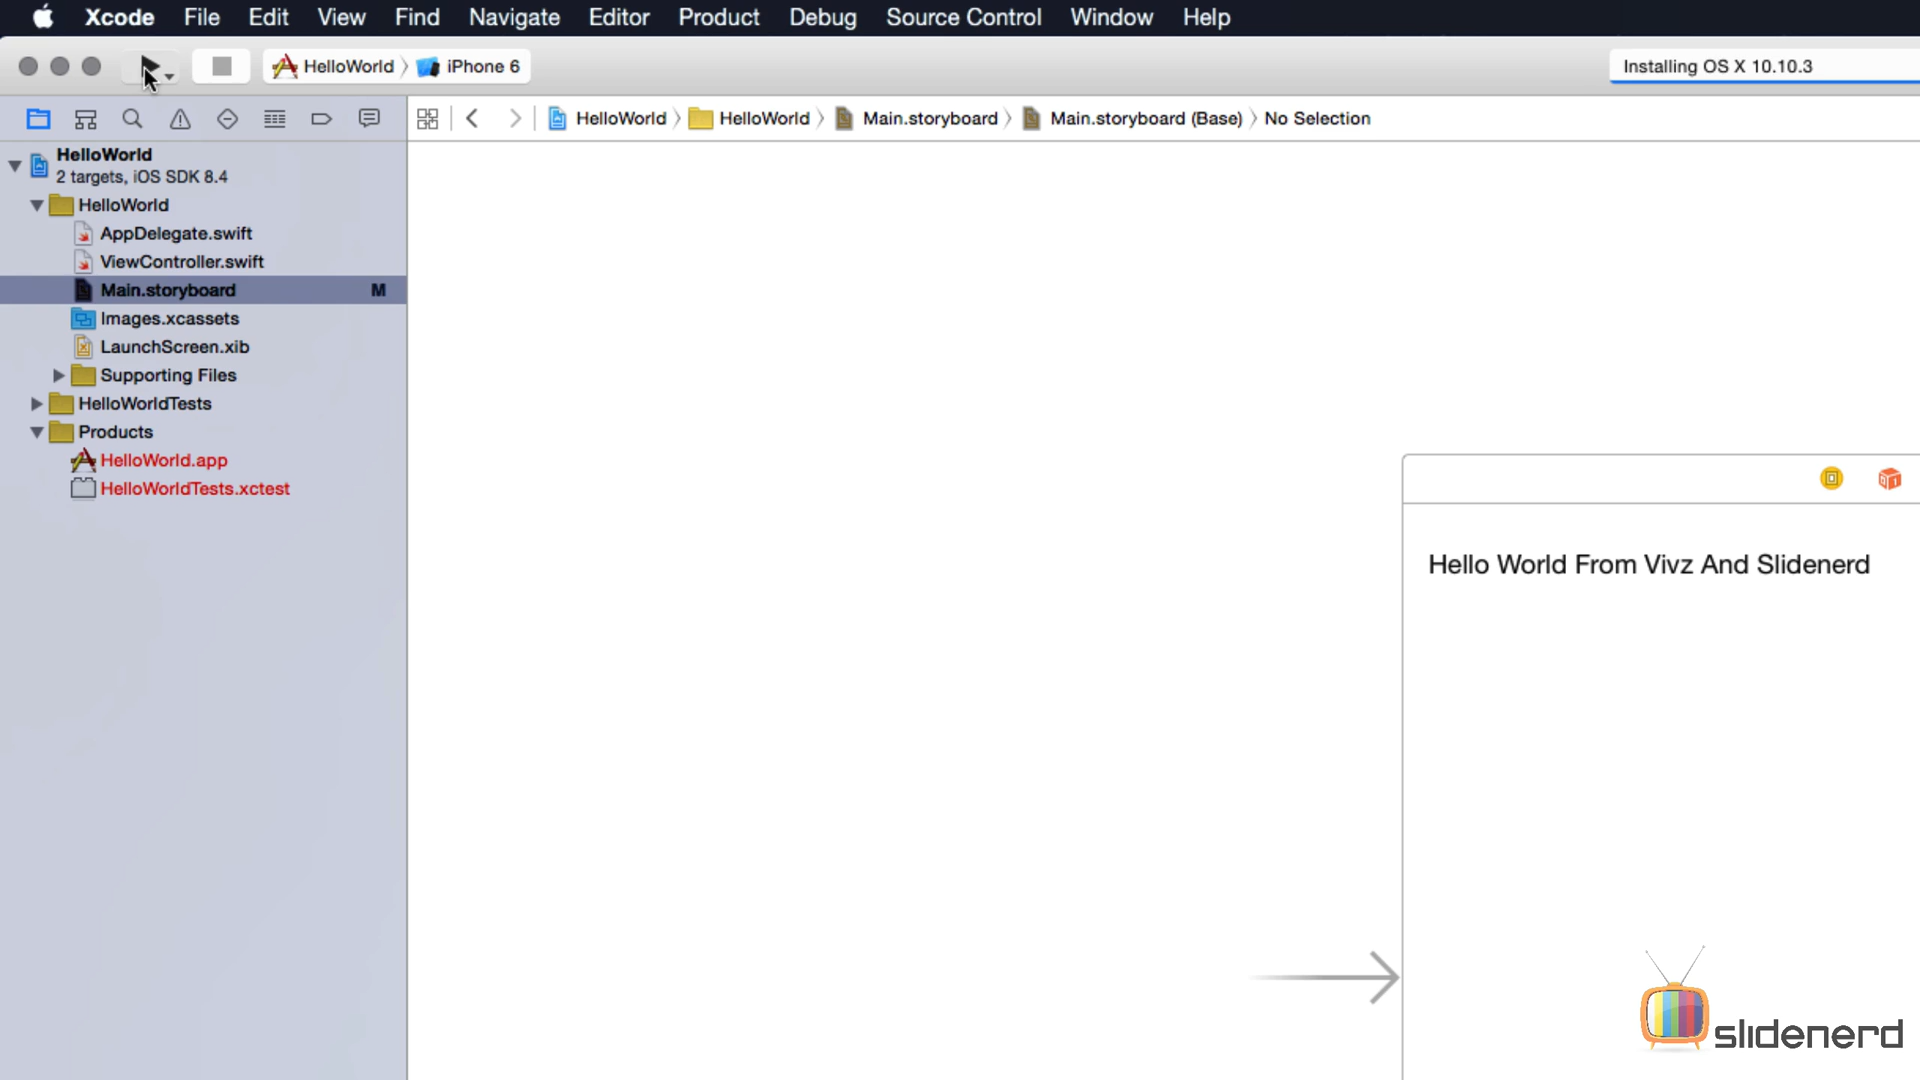 Xcode File Edit View Find Navigate Editor Product Debug Source Control Window Help
HelloWorld iPhone 6 Installing OS X 10.10.3
HelloWorld HelloWorld Main.storyboard Main.storyboard (Base) No Selection
HelloWorld
2 targets, iOS SDK 8.4
HelloWorld
AppDelegate.swift
ViewController.swift
Main.storyboard M
Images.xcassets
LaunchScreen.xib
Supporting Files
HelloWorldTests
Products
HelloWorld.app
HelloWorldTests.xctest
Hello World From Vivz And Slidenerd
slidenerd